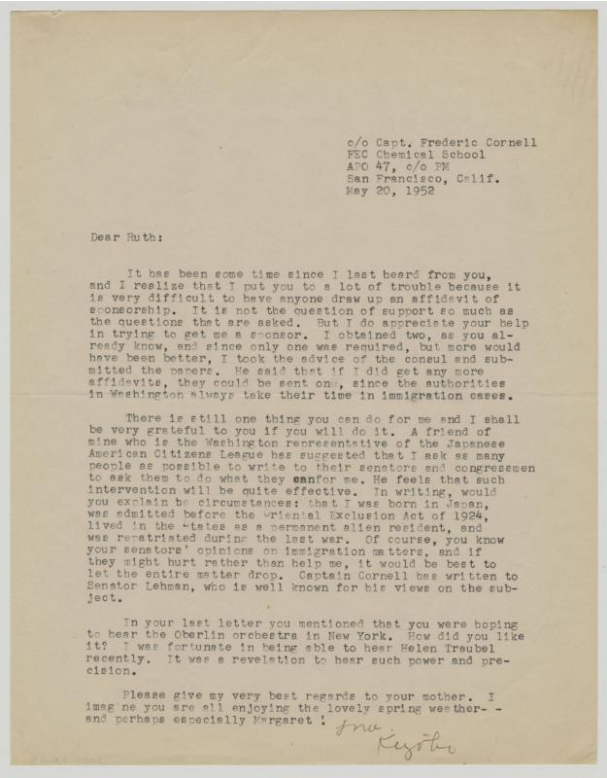 c/o Capt. Frederic Cornell
FEC Chemical School
APO 47, c/o PM
San Francisco, Calif.
May 20, 1952
Dear Ruth:
It has been some time since I last heard from you,
and I realize that I put you to a lot of trouble because it
is very difficult to have anyone draw up an affidavit of
sponsorship. It is not the question of support so much as
the questions that are asked. But I do appreciate your help
in trying to get me a sponsor. I obtained two, as you al-
ready know, and since only one was required, but more would
have been better, I took the advice of the consul and sub-
mitted the papers. He said that if I did get any more
affidavits, they could be sent on, since the authorities
in Washington always take their time in immigration cases.
There is still one thing you can do for me and I shall
be very grateful to you if you will do it. A friend of
mine who is the Washington representative of the Japanese
American Citizens League has suggested that I ask as many
people as possible to write to their senators and congressmen
to ask them to do what they canfor me. He feels that such
intervention will be quite effective. In writing, would
you explain circumstances: that I was born in Japan,
was admitted before the Oriental Exclusion Act of 1924,
lived in the States as a permanent alien resident, and
was repatriated during the last war. Of course, you know
your senators' opinions on immigration matters, and if
they might hurt rather than help me, it would be best to
let the entire matter drop. Captain Cornell has written to
Senator Lehman, who is well known for his views on the sub-
ject.
In your last letter you mentioned that you were hoping
to hear the Oberlin orchestra in New York. How did you like
it? I was fortunate in being able to hear Helen Traubel
recently. It was a revelation to hear such power and pre-
cision.
Please give my very best regards to your mother. I
imagine you are all enjoying the lovely spring weather- -
and perhaps especially Margaret !